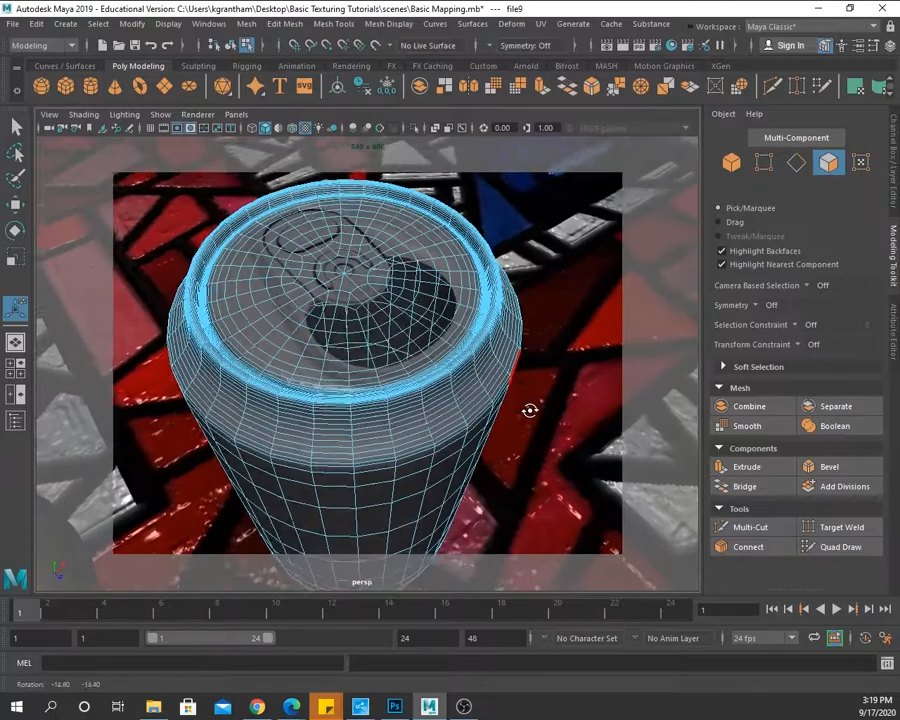 Autodesk Maya 2019 - Educational Version: C:\Users\kgrantham\Desktop\Basic Texturing Tutorials\scenes\Basic Mapping.mb* --- file9
File Edit Create Select Modify Display Windows Mesh Edit Mesh Mesh Tools Mesh Display Curves Surfaces Deform UV Generate Cache Substance Workspace: Maya Classic*
Modeling No Live Surface Symmetry: Off Sign In
Curves / Surfaces Poly Modeling Sculpting Rigging Animation Rendering FX FX Caching Custom Arnold Bifrost MASH Motion Graphics XGen
View Shading Lighting Show Renderer Panels
0.00 1.00
persp
Object Help
Multi-Component
Pick/Marquee
Drag
Tweak/Marquee
Highlight Backfaces
Highlight Nearest Component
Camera Based Selection Off
Symmetry Off
Selection Constraint Off 0
Transform Constraint Off
Soft Selection
Mesh
Combine Separate
Smooth Boolean
Components
Extrude Bevel
Bridge Add Divisions
Tools
Multi-Cut Target Weld
Connect Quad Draw
Channel Box / Layer Editor
Modeling Toolkit
Attribute Editor
1 2 4 6 8 10 12 14 16 18 20 22 24 1
1 1 1 24 24 48 No Character Set No Anim Layer 24 fps
MEL
Rotation: -14.80 -14.40
3:19 PM
9/17/2020